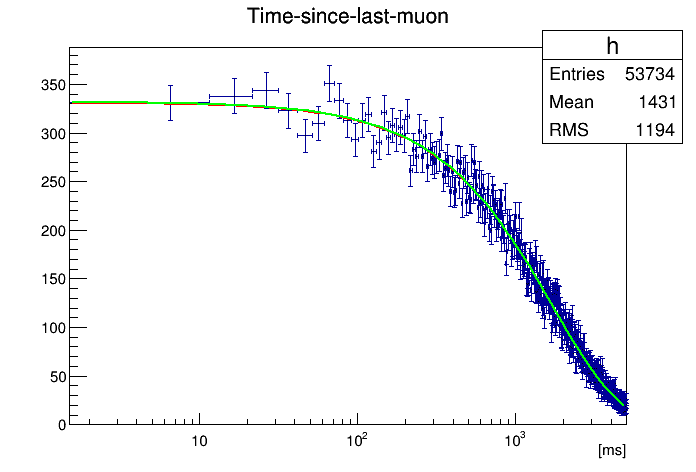 Time-since-last-muon
h
Entries 53734
Mean 1431
RMS 1194
350
300
250
200
150
100
50
0
10
10²
10³
[ms]